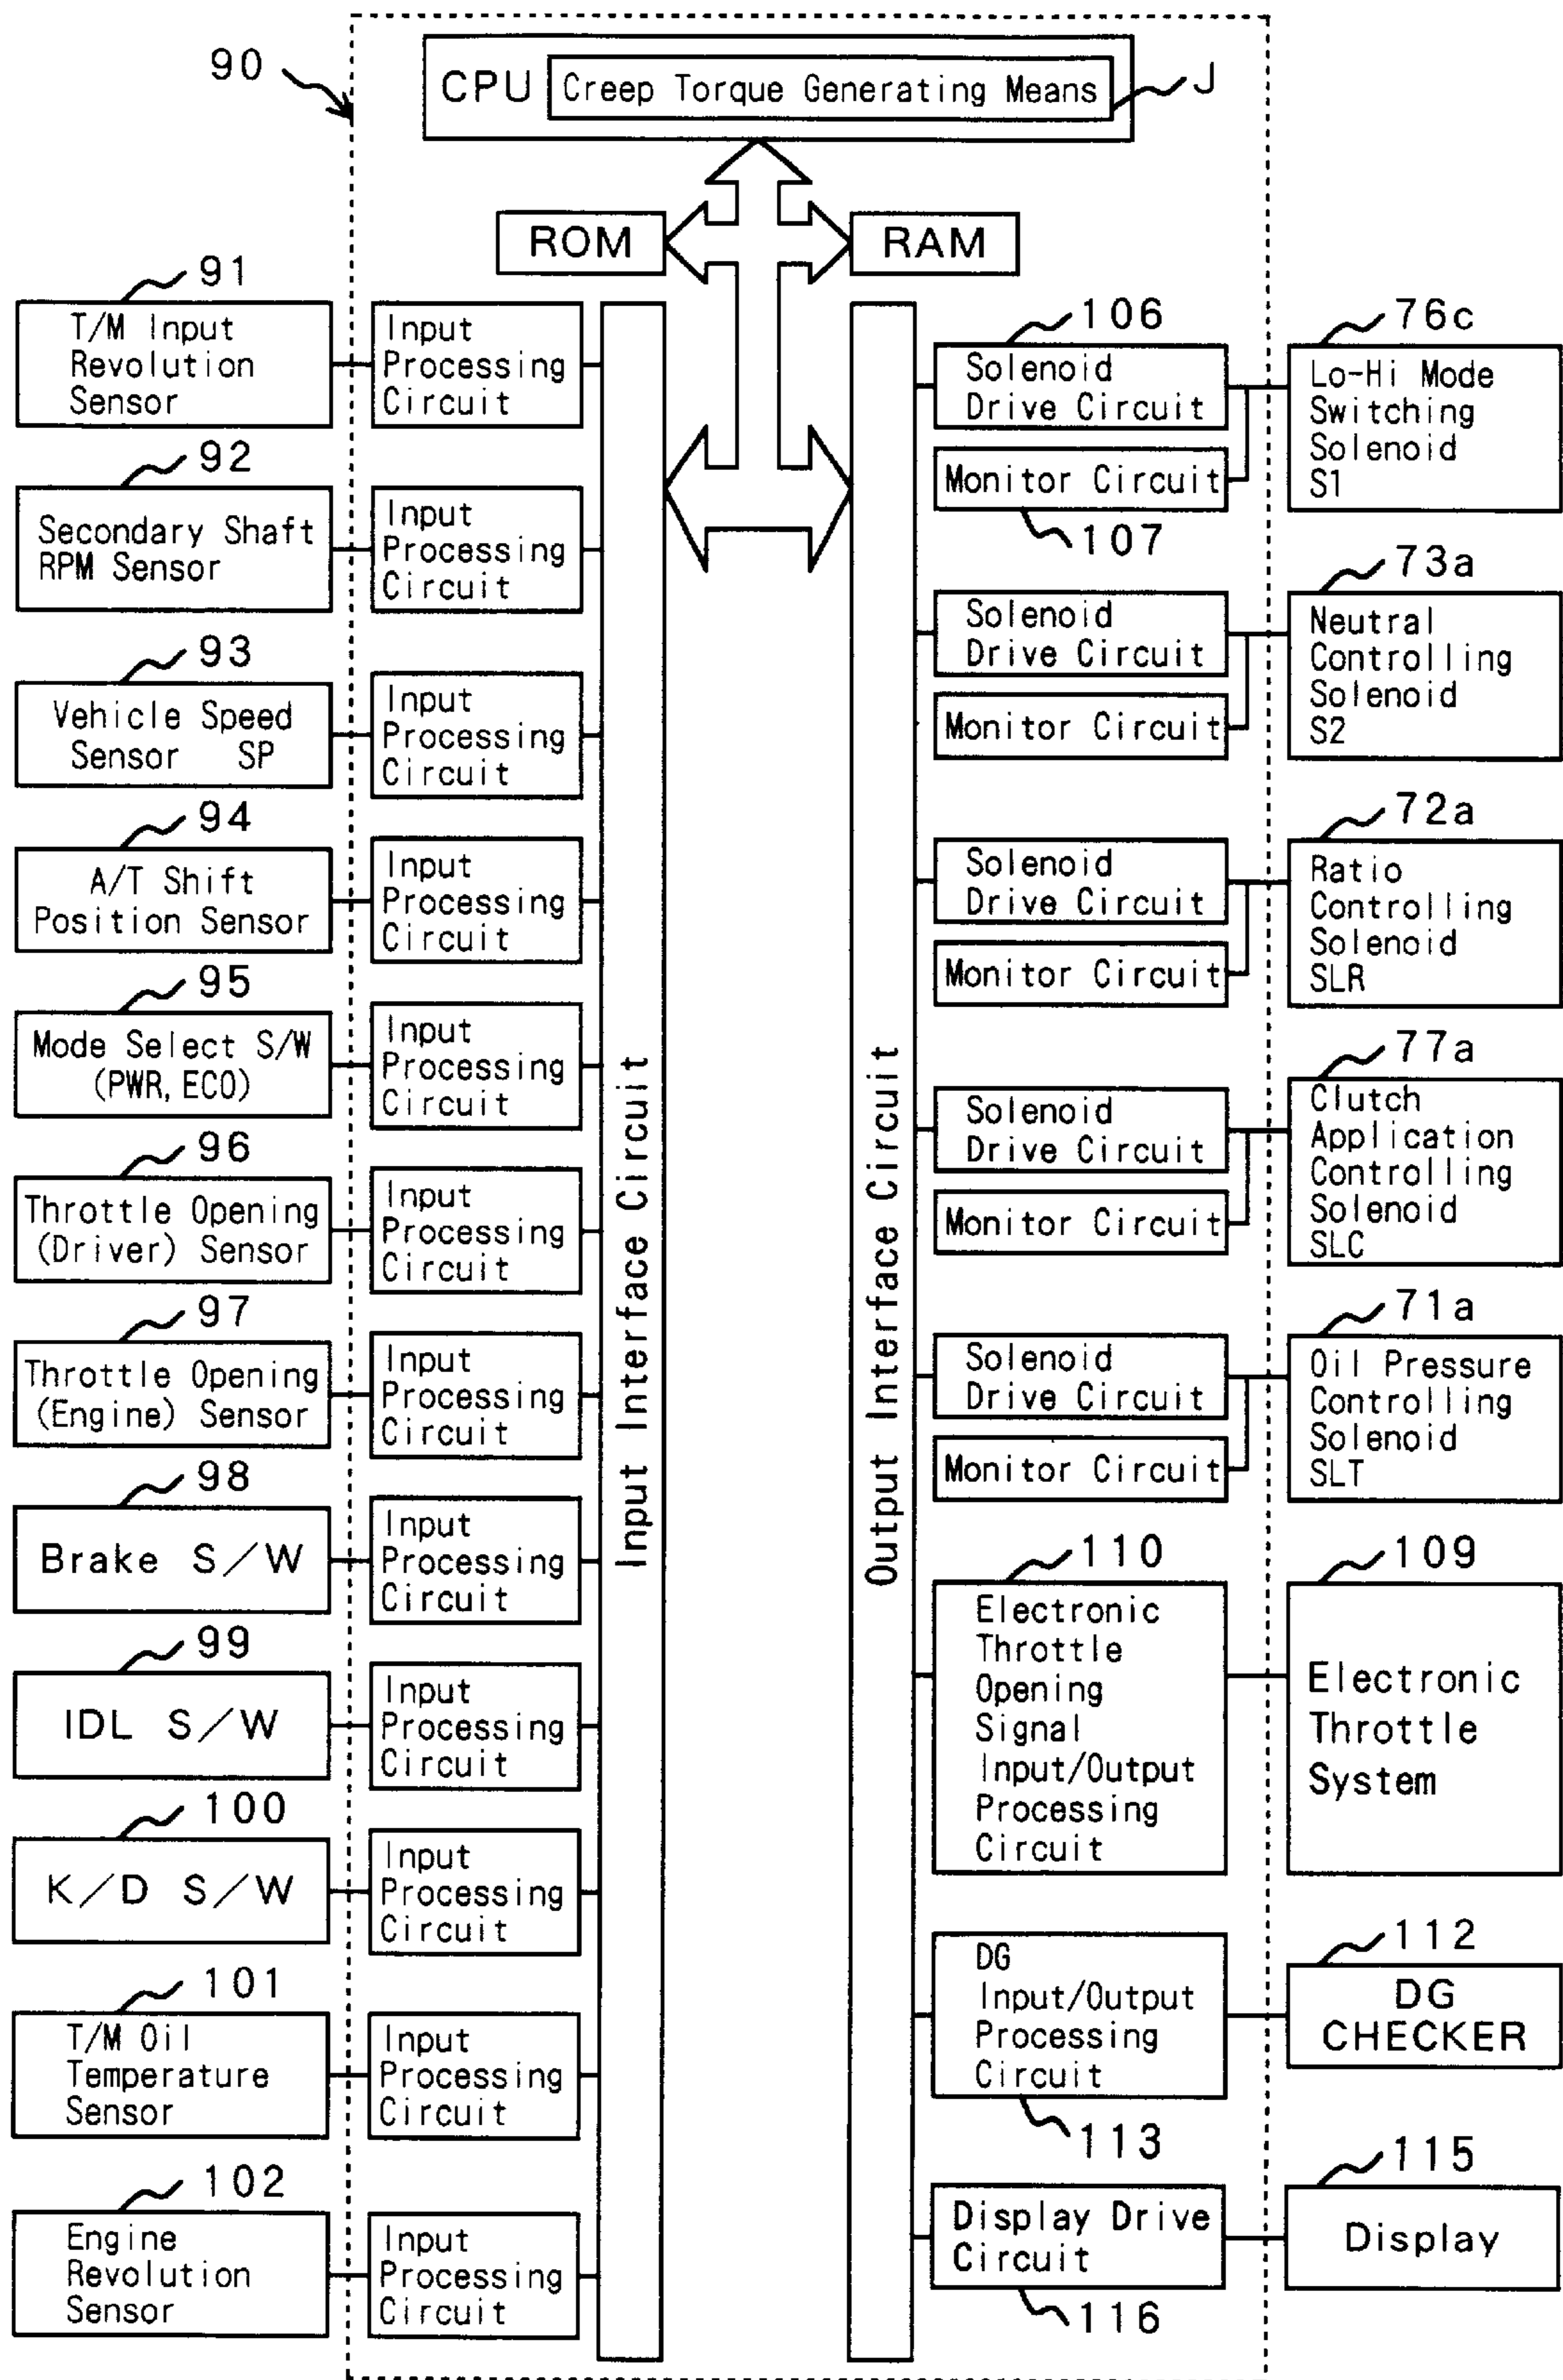 90
CPU
Creep Torque Generating Means
J
ROM
RAM
91
T/M Input
Revolution
Sensor
Input
Processing
Circuit
92
Secondary Shaft
RPM Sensor
Input
Processing
Circuit
93
Vehicle Speed
Sensor SP
Input
Processing
Circuit
94
A/T Shift
Position Sensor
Input
Processing
Circuit
95
Mode Select S/W
(PWR, ECO)
Input
Processing
Circuit
96
Throttle Opening
(Driver) Sensor
Input
Processing
Circuit
97
Throttle Opening
(Engine) Sensor
Input
Processing
Circuit
98
Brake S/W
Input
Processing
Circuit
99
IDL S/W
Input
Processing
Circuit
100
K/D S/W
Input
Processing
Circuit
101
T/M Oil
Temperature
Sensor
Input
Processing
Circuit
102
Engine
Revolution
Sensor
Input
Processing
Circuit
Input Interface Circuit
Output Interface Circuit
106
Solenoid
Drive Circuit
Monitor Circuit
107
76c
Lo-Hi Mode
Switching
Solenoid
S1
Solenoid
Drive Circuit
Monitor Circuit
73a
Neutral
Controlling
Solenoid
S2
Solenoid
Drive Circuit
Monitor Circuit
72a
Ratio
Controlling
Solenoid
SLR
Solenoid
Drive Circuit
Monitor Circuit
77a
Clutch
Application
Controlling
Solenoid
SLC
Solenoid
Drive Circuit
Monitor Circuit
71a
Oil Pressure
Controlling
Solenoid
SLT
110
Electronic
Throttle
Opening
Signal
Input/Output
Processing
Circuit
109
Electronic
Throttle
System
DG
Input/Output
Processing
Circuit
113
112
DG
CHECKER
Display Drive
Circuit
116
115
Display